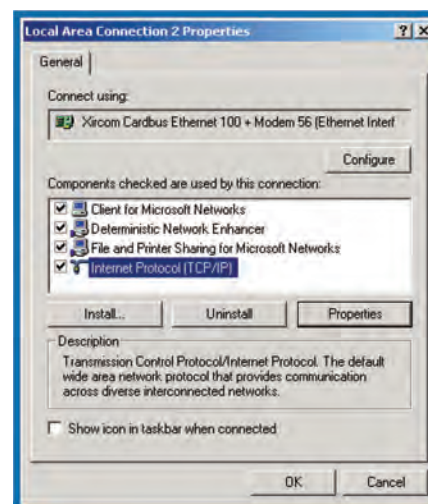 Local Area Connection 2 Properties
General
Connect using:
Xircom Cardbus Ethernet 100 + Modem 56 (Ethernet Interf
Configure
Components checked are used by this connection:
Client for Microsoft Networks
Deterministic Network Enhancer
File and Printer Sharing for Microsoft Networks
Internet Protocol (TCP/IP)
Install... Uninstall Properties
Description
Transmission Control Protocol/Internet Protocol. The default
wide area network protocol that provides communication
across diverse interconnected networks.
Show icon in taskbar when connected
OK Cancel